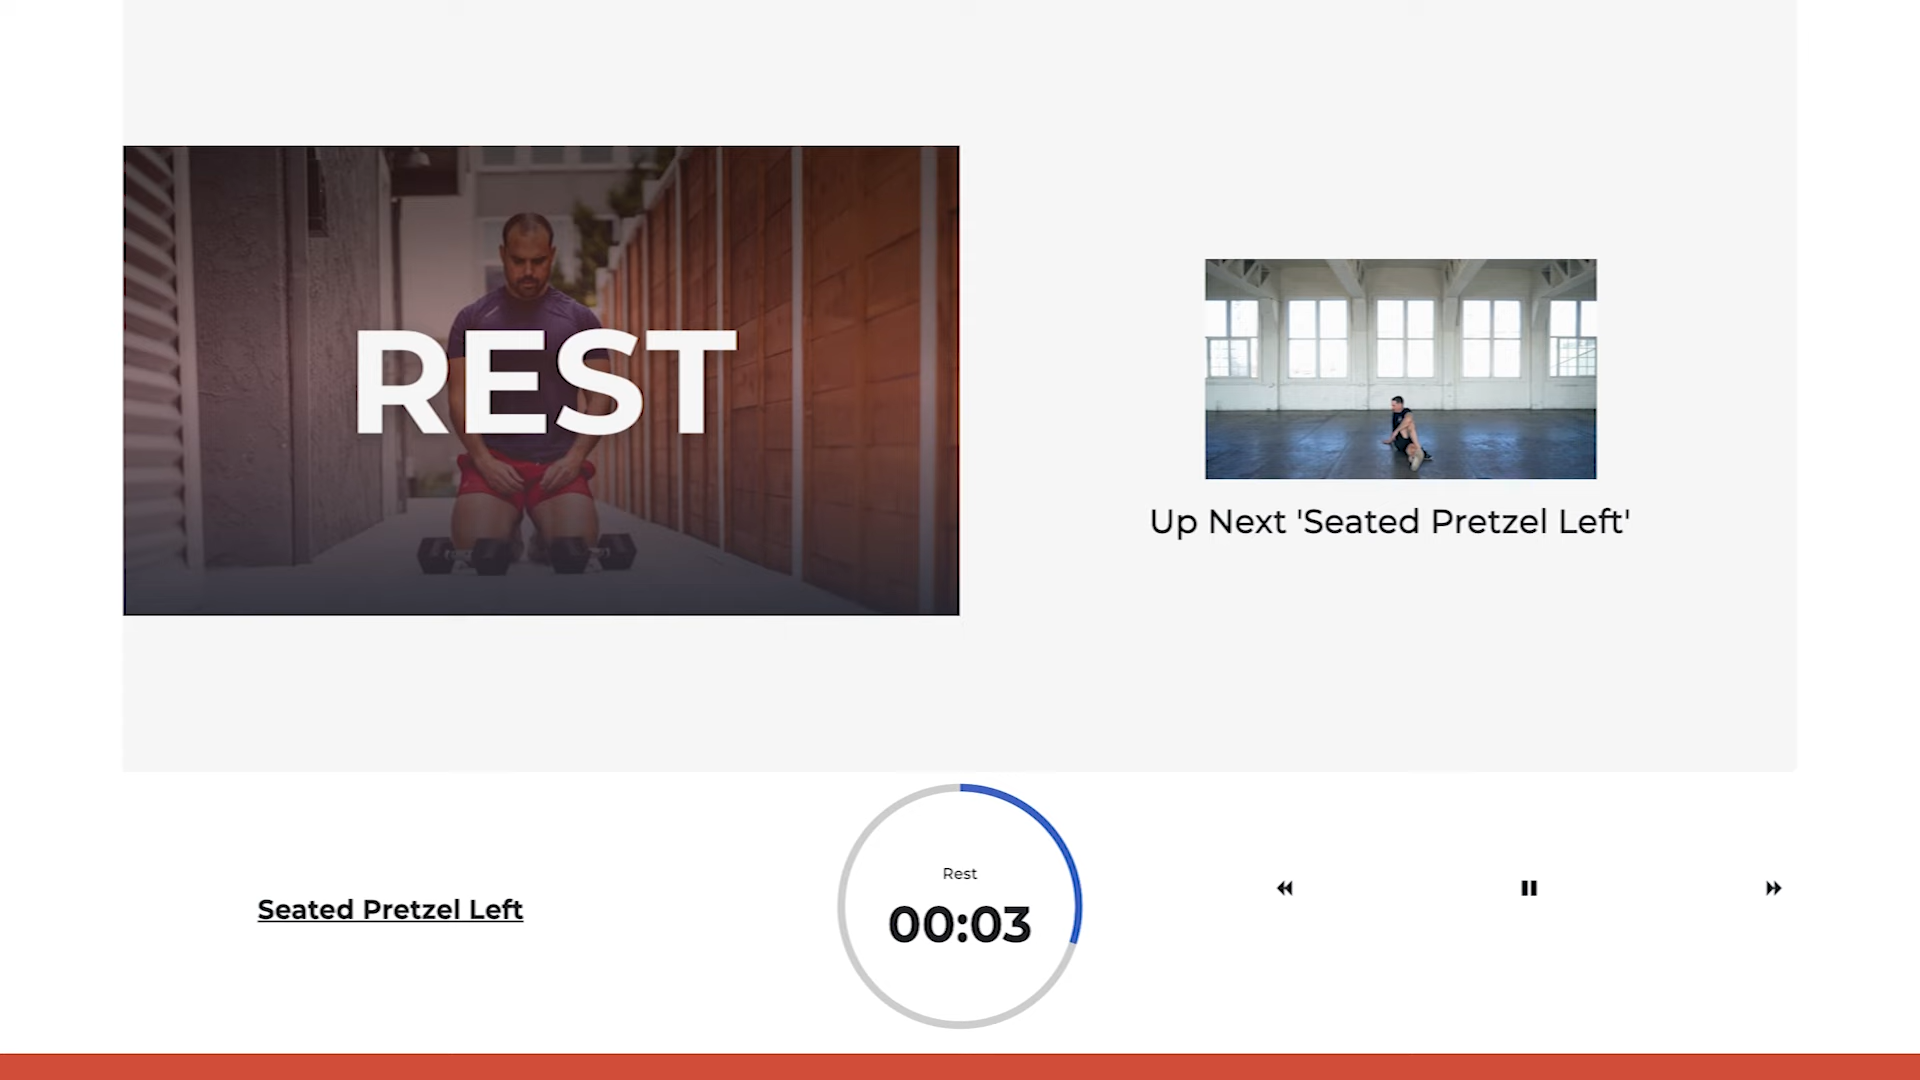 REST
Up Next 'Seated Pretzel Left'
Seated Pretzel Left
Rest
00:03